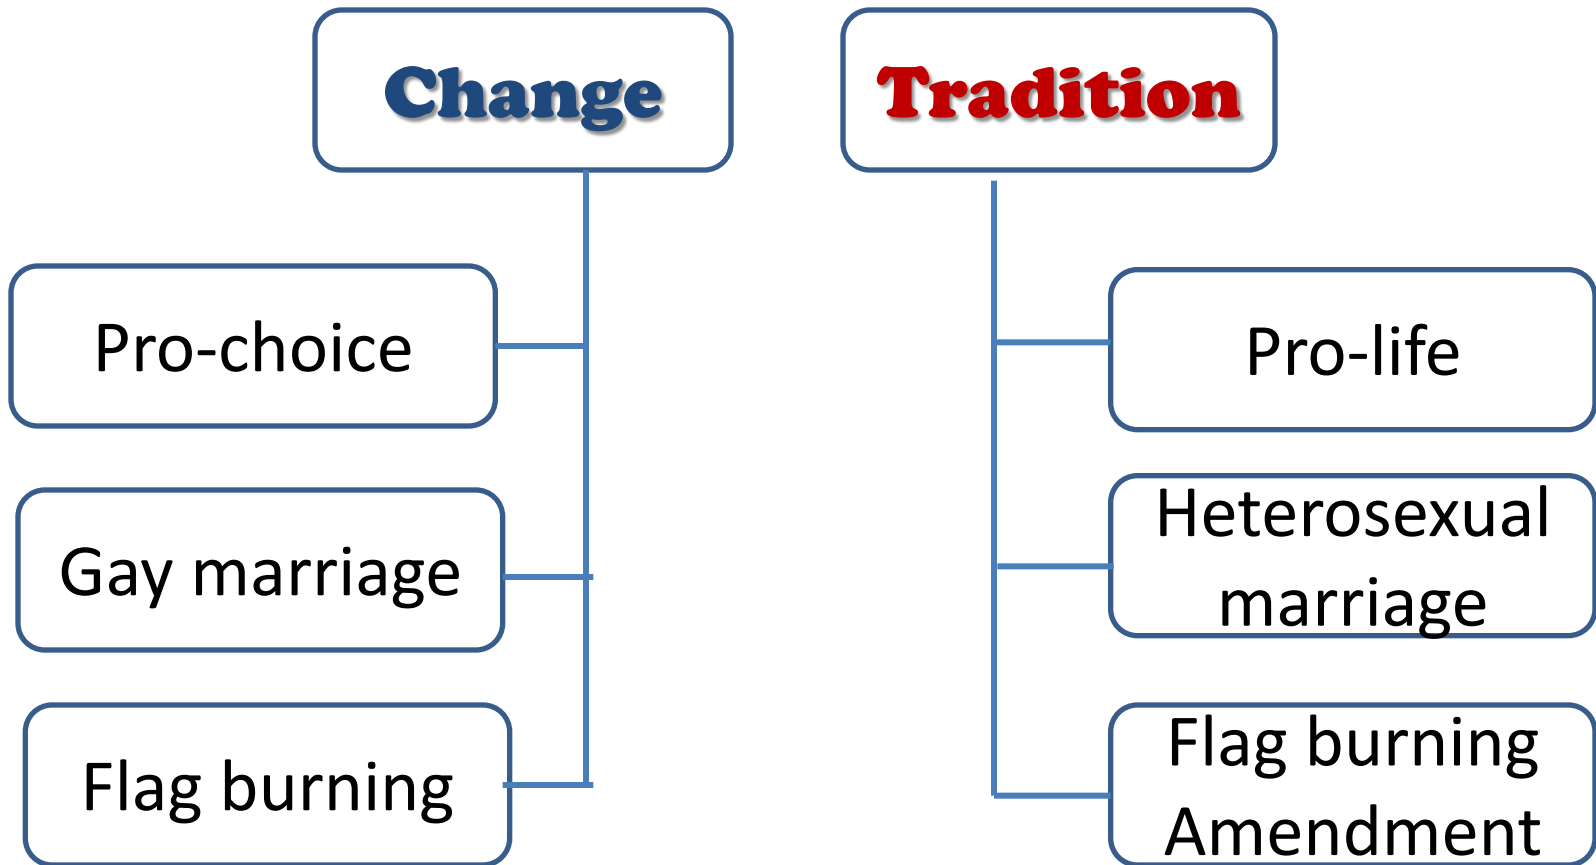 Change
Tradition
Pro-choice
Pro-life
Gay marriage
Heterosexual
marriage
Flag burning
Flag burning
Amendment